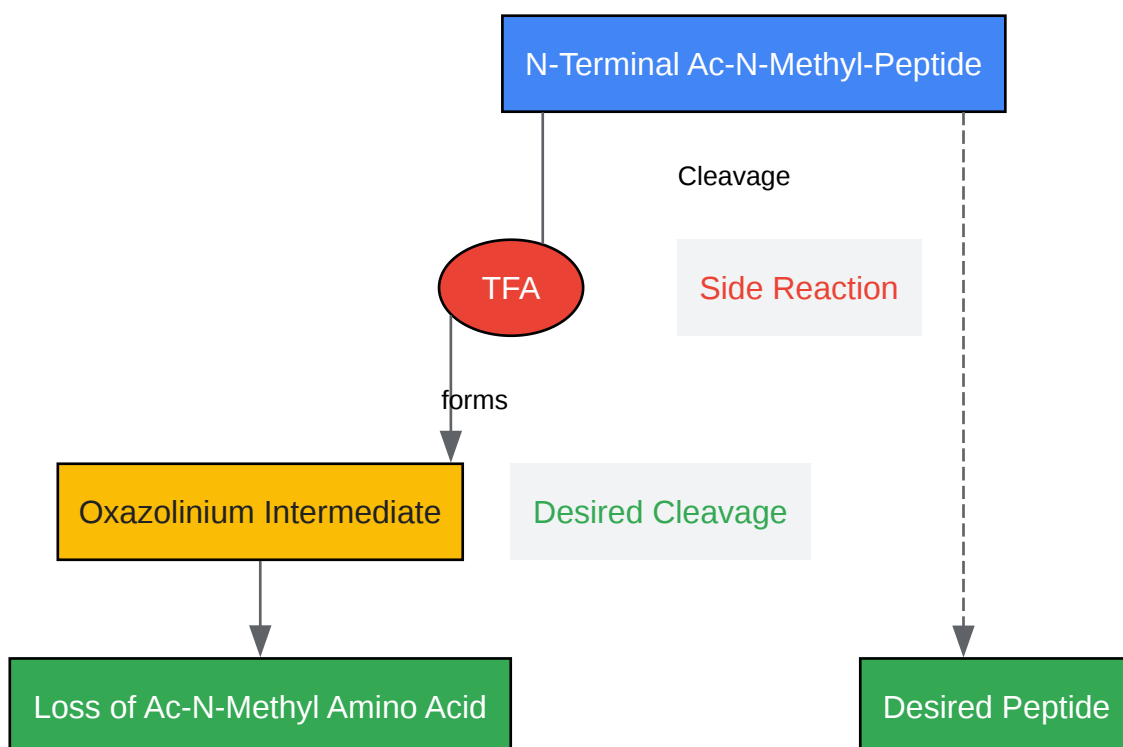 N-Terminal Ac-N-Methyl-Peptide
Cleavage
TFA
Side Reaction
forms
Oxazolinium Intermediate
Desired Cleavage
Loss of Ac-N-Methyl Amino Acid
Desired Peptide